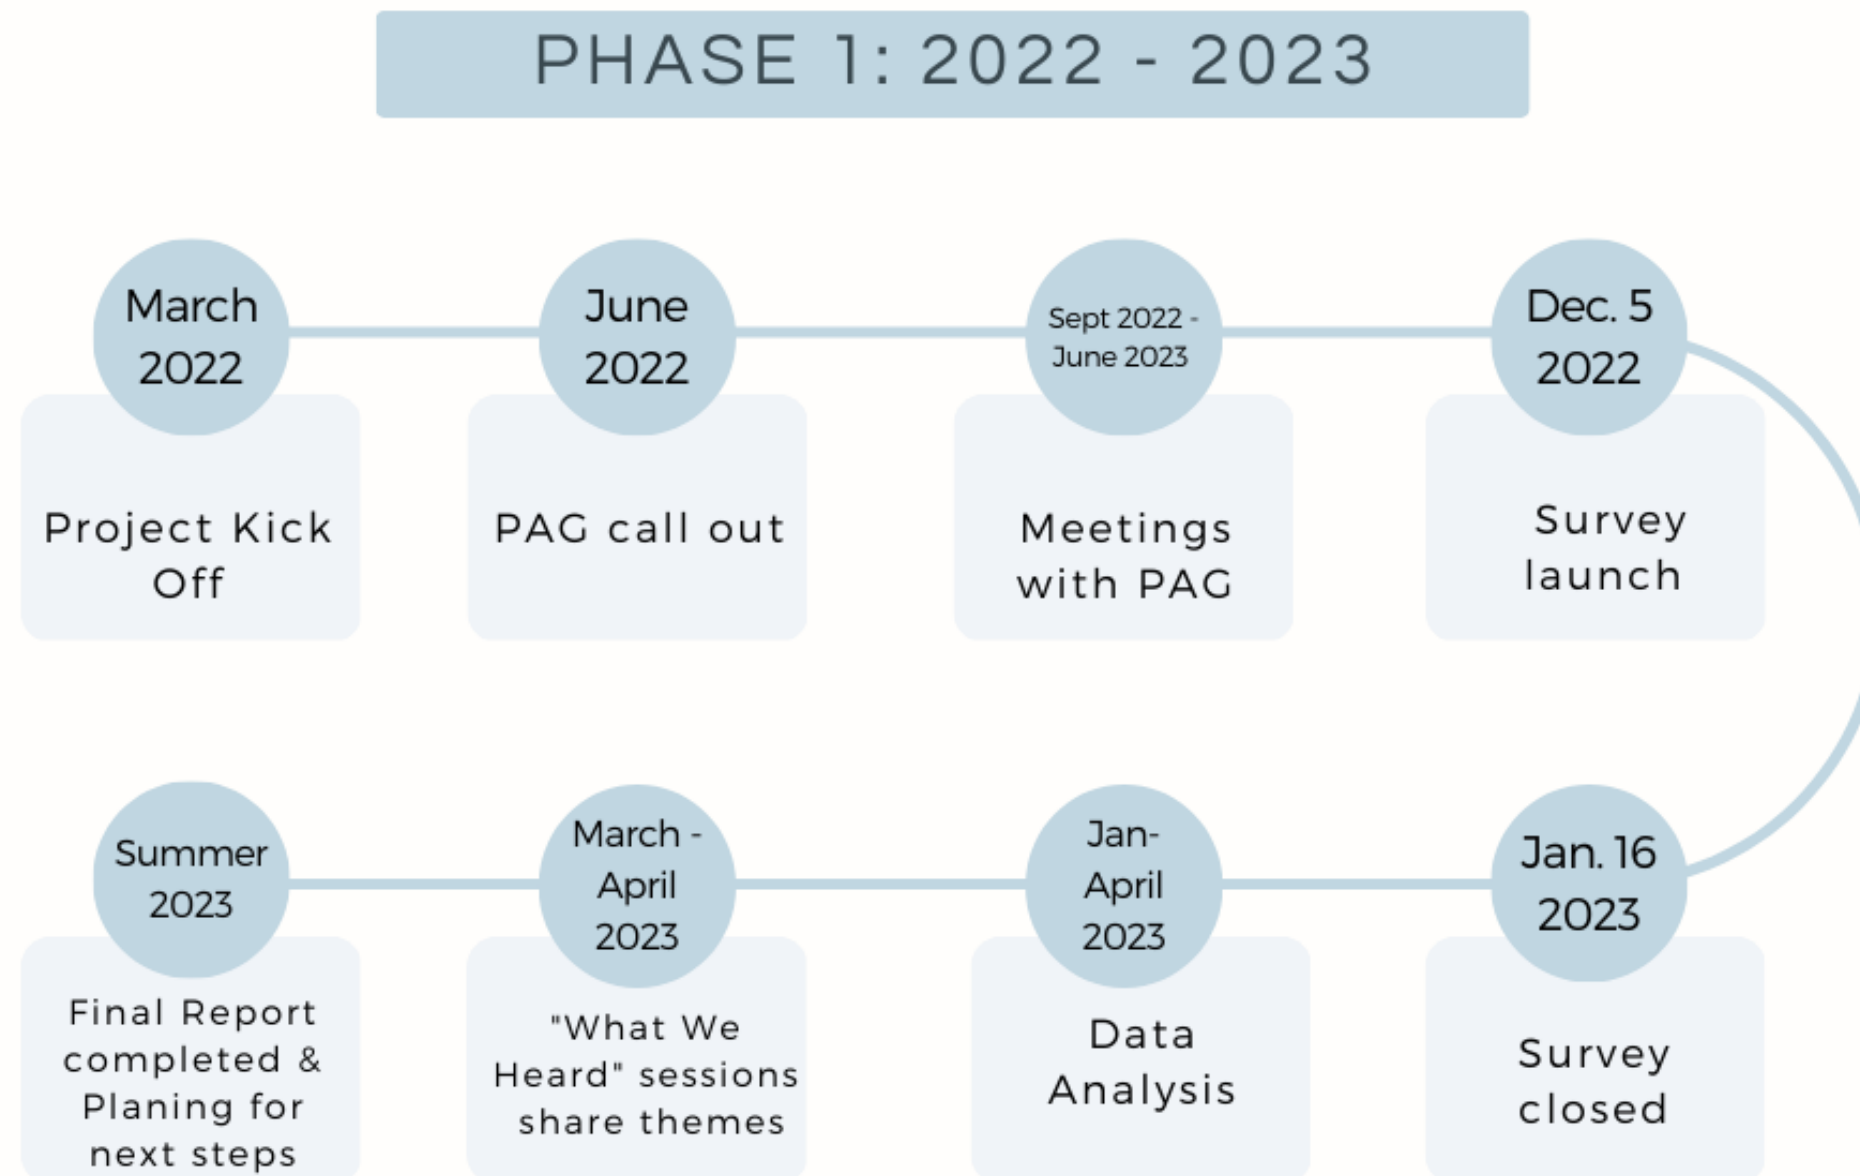 PHASE 1: 2022 - 2023
March
2022
Project Kick
Off
June
2022
PAG call out
Sept 2022 -
June 2023
Meetings
with PAG
Dec. 5
2022
Survey
launch
Jan. 16
2023
Survey
closed
Jan-
April
2023
Data
Analysis
March -
April
2023
"What We
Heard" sessions
share themes
Summer
2023
Final Report
completed &
Planing for
next steps